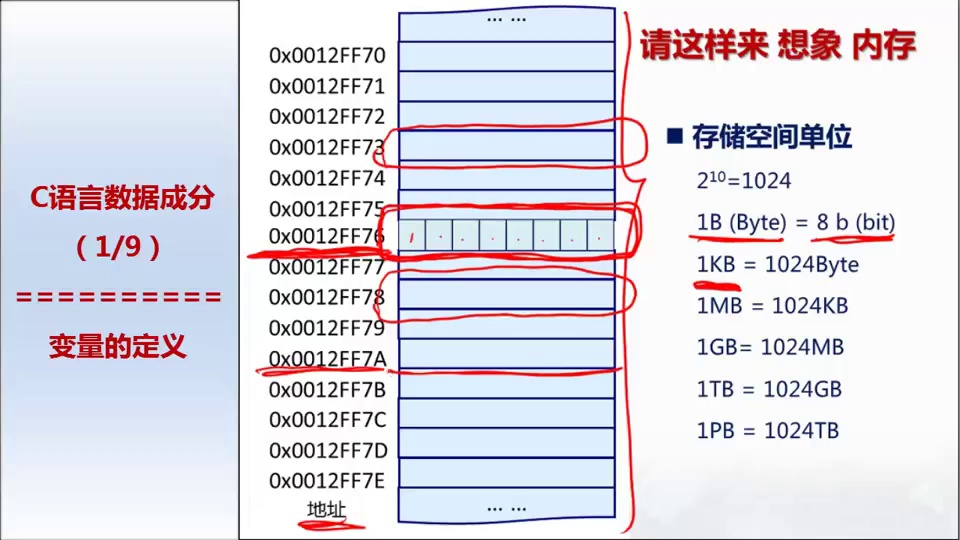 C语言数据成分
（1/9）
==========
变量的定义
... ...
0x0012FF70
0x0012FF71
0x0012FF72
0x0012FF73
0x0012FF74
0x0012FF75
0x0012FF76
0x0012FF77
0x0012FF78
0x0012FF79
0x0012FF7A
0x0012FF7B
0x0012FF7C
0x0012FF7D
0x0012FF7E
地址
... ...
请这样来 想象 内存
■ 存储空间单位
2¹⁰=1024
1B (Byte) = 8 b (bit)
1KB = 1024Byte
1MB = 1024KB
1GB= 1024MB
1TB = 1024GB
1PB = 1024TB